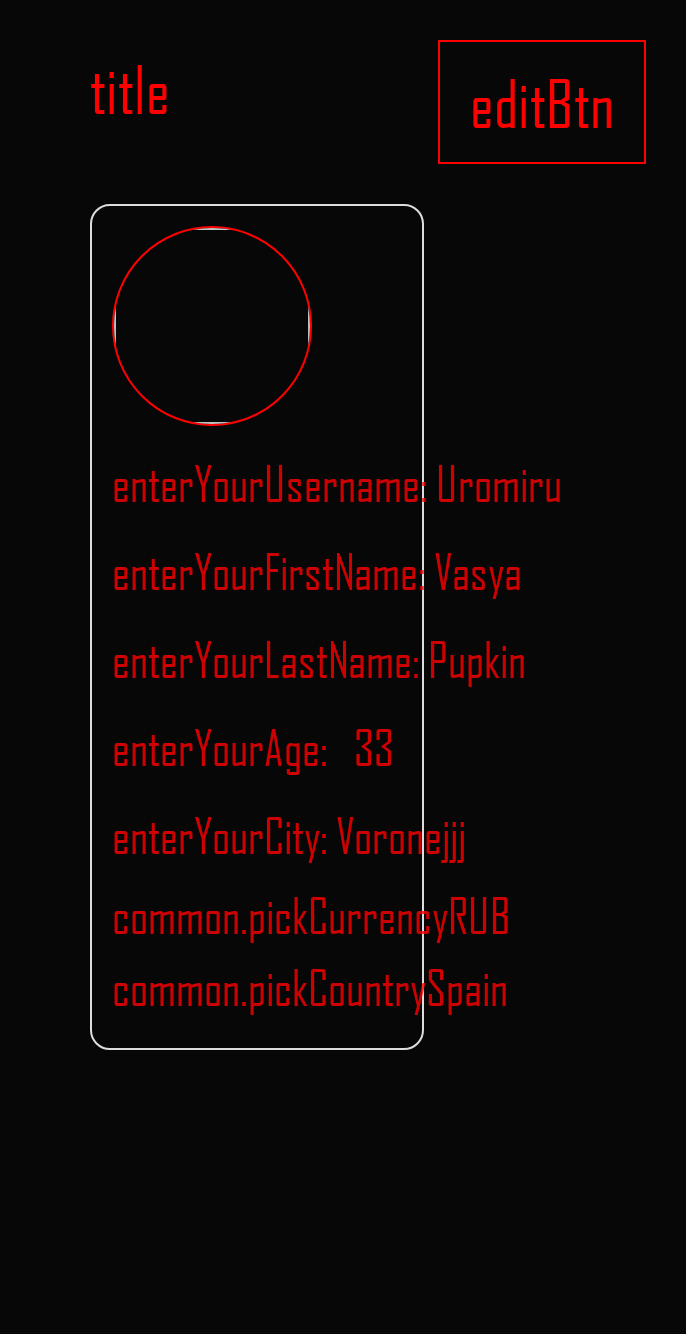 title
editBtn
enterYourUsername: Uromiru
enterYourFirstName: Vasya
enterYourLastName: Pupkin
enterYourAge: 33
enterYourCity: Voronejjj
common.pickCurrencyRUB
common.pickCountrySpain